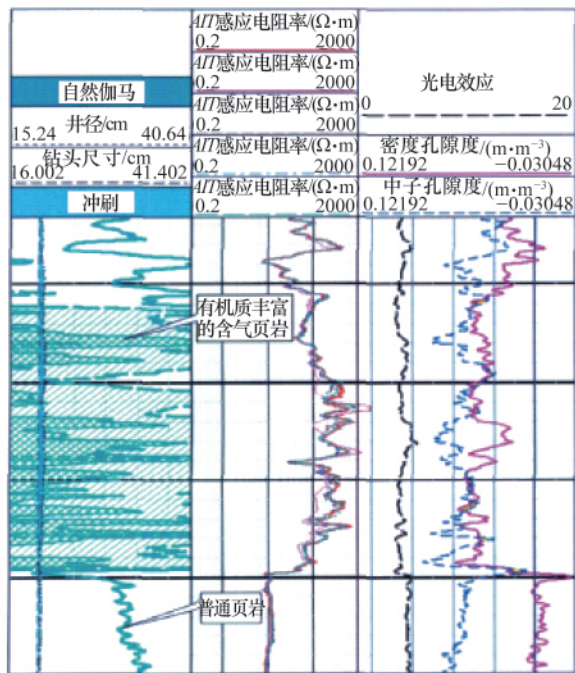 自然伽马
井径/cm
15.24 40.64
钻头尺寸/cm
16.002 41.402
冲刷
AIT感应电阻率/(Ω·m)
0.2 2000
AIT感应电阻率/(Ω·m)
0.2 2000
AIT感应电阻率/(Ω·m)
0.2 2000
AIT感应电阻率/(Ω·m)
0.2 2000
AIT感应电阻率/(Ω·m)
0.2 2000
光电效应
0 20
密度孔隙度/(m·m⁻³)
0.12192 −0.03048
中子孔隙度/(m·m⁻³)
0.12192 −0.03048
有机质丰富
的含气页岩
普通页岩